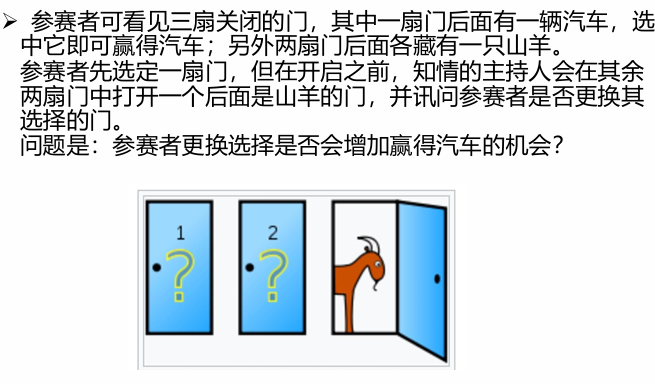 ➢ 参赛者可看见三扇关闭的门，其中一扇门后面有一辆汽车，选
中它即可赢得汽车；另外两扇门后面各藏有一只山羊。
参赛者先选定一扇门，但在开启之前，知情的主持人会在其余
两扇门中打开一个后面是山羊的门，并讯问参赛者是否更换其
选择的门。
问题是：参赛者更换选择是否会增加赢得汽车的机会？
1 2
? ?